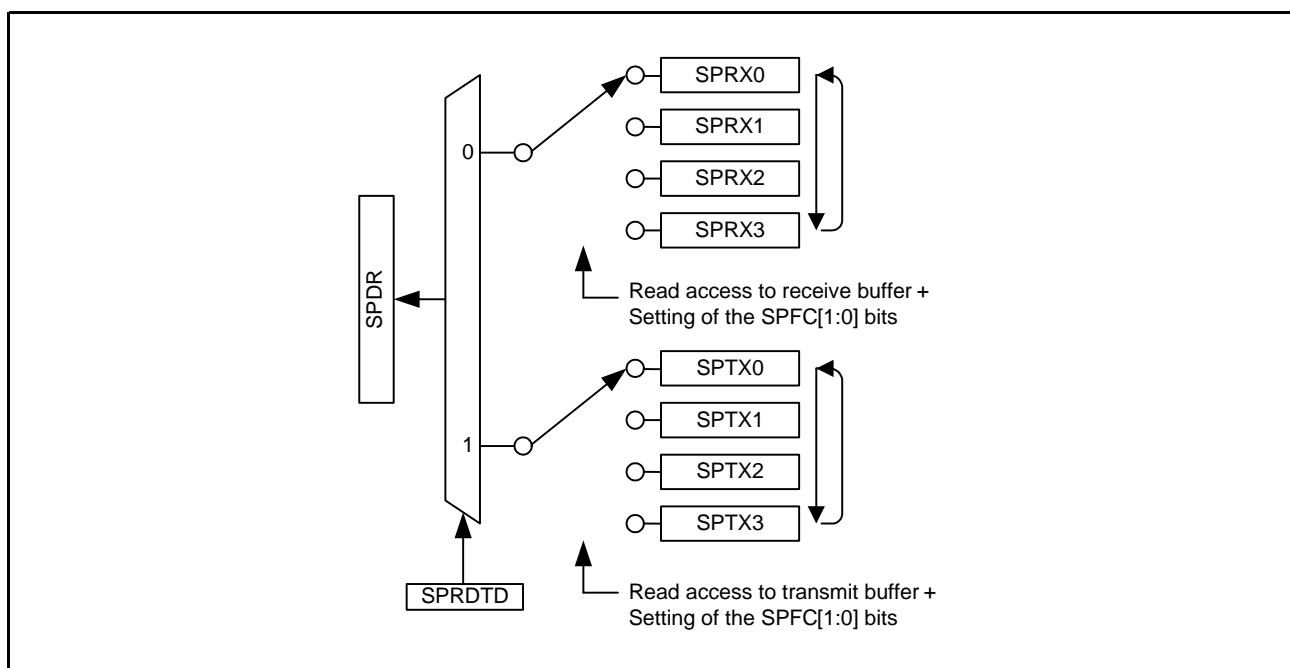 SPRX0
SPRX1
0
SPRX2
SPRX3
SPDR
Read access to receive buffer +
Setting of the SPFC[1:0] bits
SPTX0
SPTX1
1
SPTX2
SPTX3
SPRDTD
Read access to transmit buffer +
Setting of the SPFC[1:0] bits